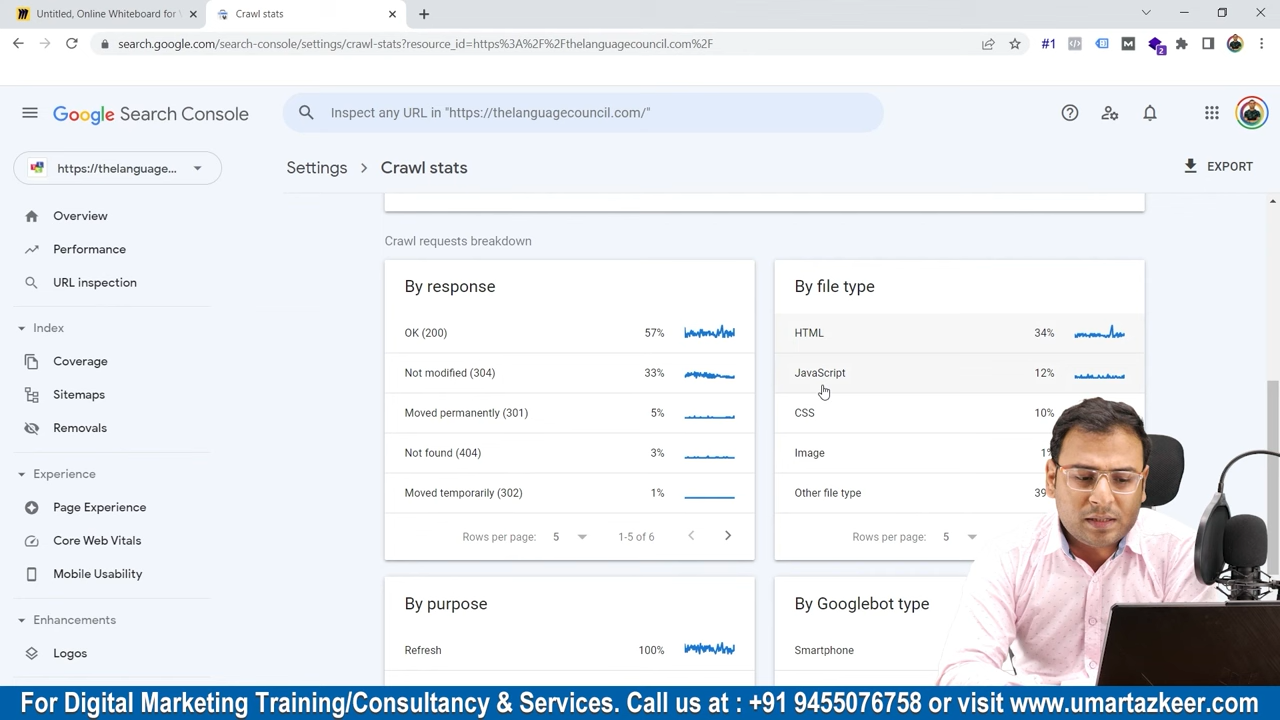 Untitled, Online Whiteboard for
Crawl stats
search.google.com/search-console/settings/crawl-stats?resource_id=https%3A%2F%2Fthelanguagecouncil.com%2F
#1
2
Google Search Console
Inspect any URL in "https://thelanguagecouncil.com/"
https://thelanguage...
Settings
Crawl stats
EXPORT
Overview
Performance
URL inspection
Index
Coverage
Sitemaps
Removals
Experience
Page Experience
Core Web Vitals
Mobile Usability
Enhancements
Logos
Crawl requests breakdown
By response
OK (200) 57%
Not modified (304) 33%
Moved permanently (301) 5%
Not found (404) 3%
Moved temporarily (302) 1%
Rows per page: 5 1-5 of 6
By file type
HTML 34%
JavaScript 12%
CSS 10%
Image 1%
Other file type 39
Rows per page: 5
By purpose
Refresh 100%
By Googlebot type
Smartphone
For Digital Marketing Training/Consultancy & Services. Call us at : +91 9455076758 or visit www.umartazkeer.com